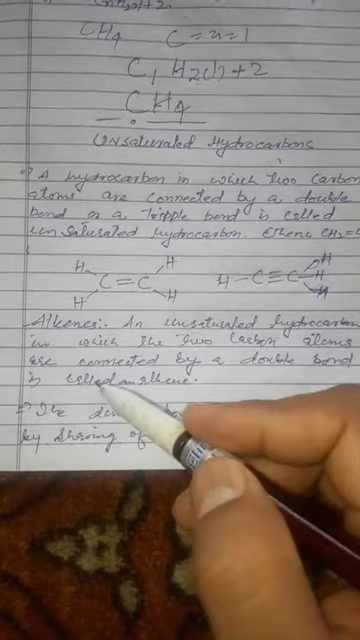 CH4 C=n=1
C1 H2(1)+2
CH4
Unsaturated Hydrocarbons
A hydrocarbon in which two Carbon
atoms are connected by a double
bond or a tripple bond is called
unsaturated hydrocarbon. Ethene CH2=
H H
C=C
H H
H-C≡C H
H
H
Alkenes:- An unsaturated hydrocarbon
in which the two Carbon atoms
are connected by a double bond
is called an alkene.
⇒ The
by sharing of